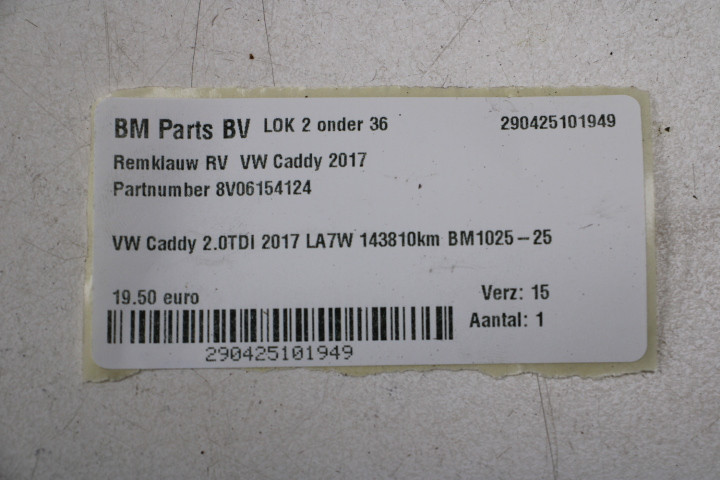 BM Parts BV LOK 2 onder 36 290425101949
Remklauw RV VW Caddy 2017
Partnumber 8V06154124
VW Caddy 2.0TDI 2017 LA7W 143810km BM1025-25
19.50 euro Verz: 15
Aantal: 1
290425101949